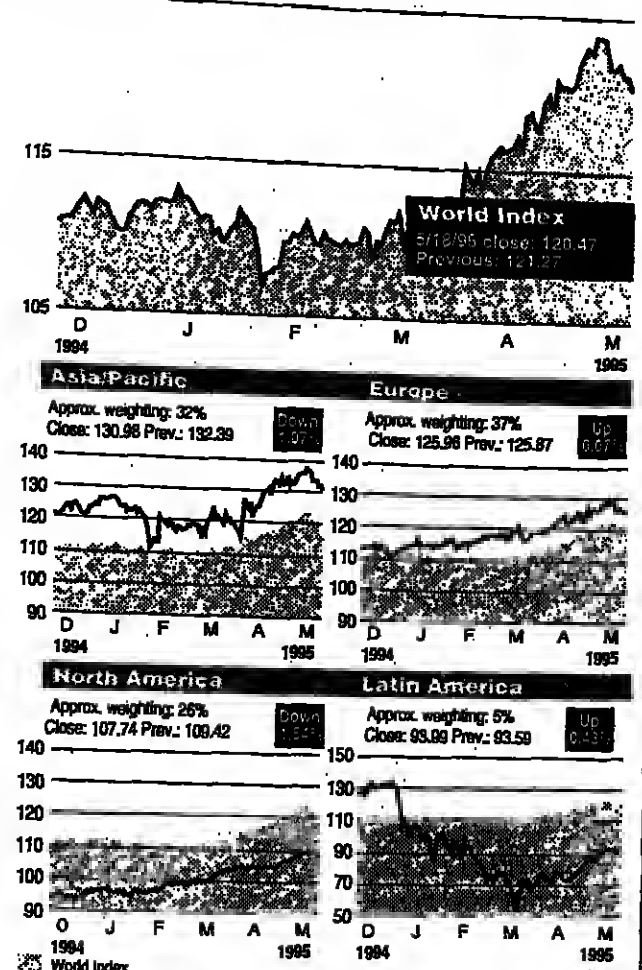 115
World Index
5/18/95 close: 120.47
Previous: 121.27
105
D J F M A M
1994 1995
Asia/Pacific
Approx. weighting: 32%
Close: 130.98 Prev.: 132.39
Down
140
130
120
110
100
90
D J F M A M
1994 1995
Europe
Approx. weighting: 37%
Close: 125.96 Prev.: 125.87
Up
0.07%
140
130
120
110
100
90
D J F M A M
1994 1995
North America
Approx. weighting: 26%
Close: 107.74 Prev.: 109.42
Down
140
130
120
110
100
90
D J F M A M
1994 1995
World Index
Latin America
Approx. weighting: 5%
Close: 93.99 Prev.: 93.59
Up
0.43%
150
130
110
90
70
50
D J F M A M
1994 1995